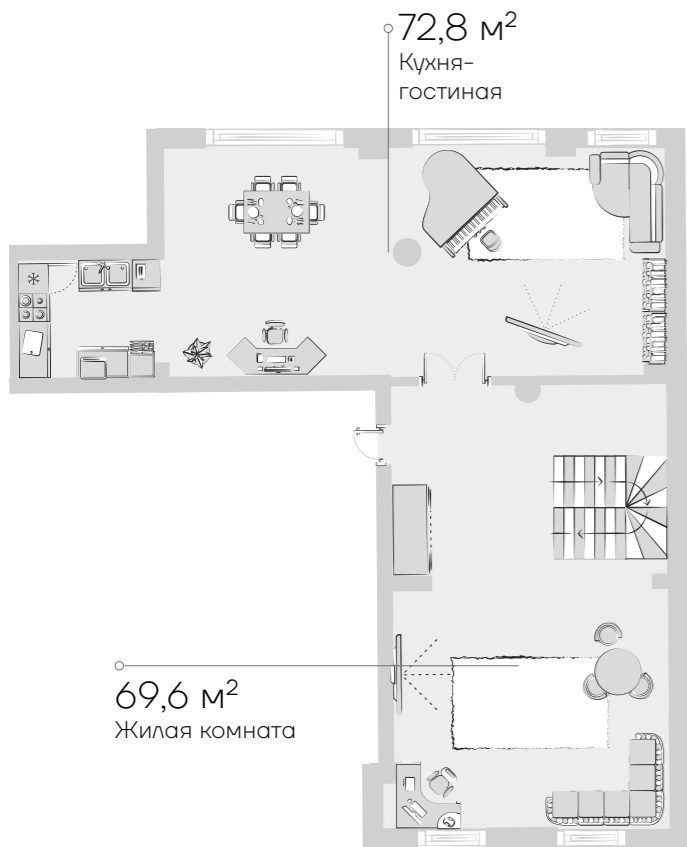 72,8 м²
Кухня-
гостиная
69,6 м²
Жилая комната